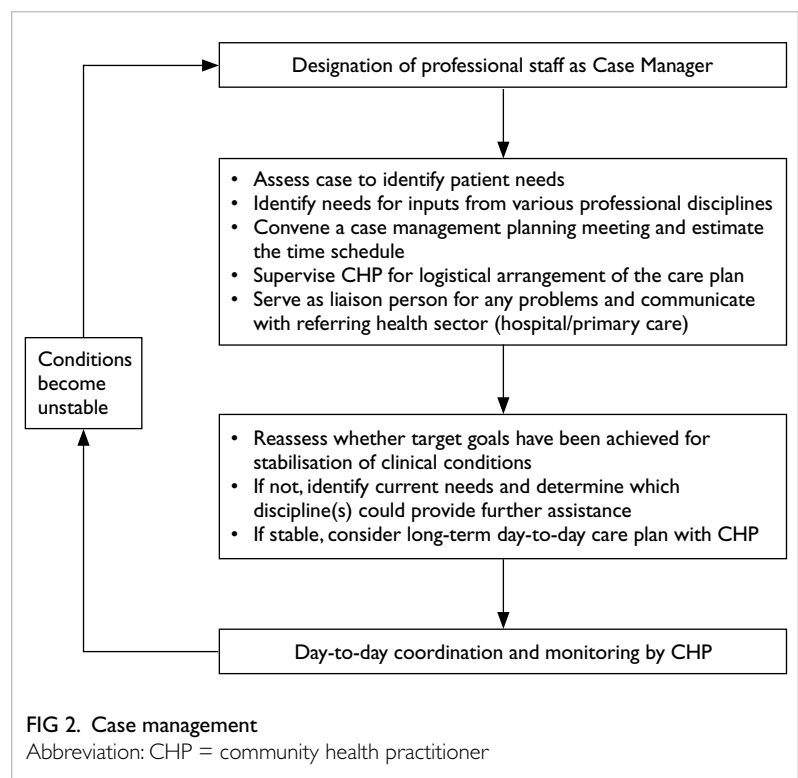 Designation of professional staff as Case Manager
• Assess case to identify patient needs
• Identify needs for inputs from various professional disciplines
• Convene a case management planning meeting and estimate
the time schedule
• Supervise CHP for logistical arrangement of the care plan
• Serve as liaison person for any problems and communicate
with referring health sector (hospital/primary care)
Conditions
become
unstable
• Reassess whether target goals have been achieved for
stabilisation of clinical conditions
• If not, identify current needs and determine which
discipline(s) could provide further assistance
• If stable, consider long-term day-to-day care plan with CHP
Day-to-day coordination and monitoring by CHP
FIG 2. Case management
Abbreviation: CHP = community health practitioner